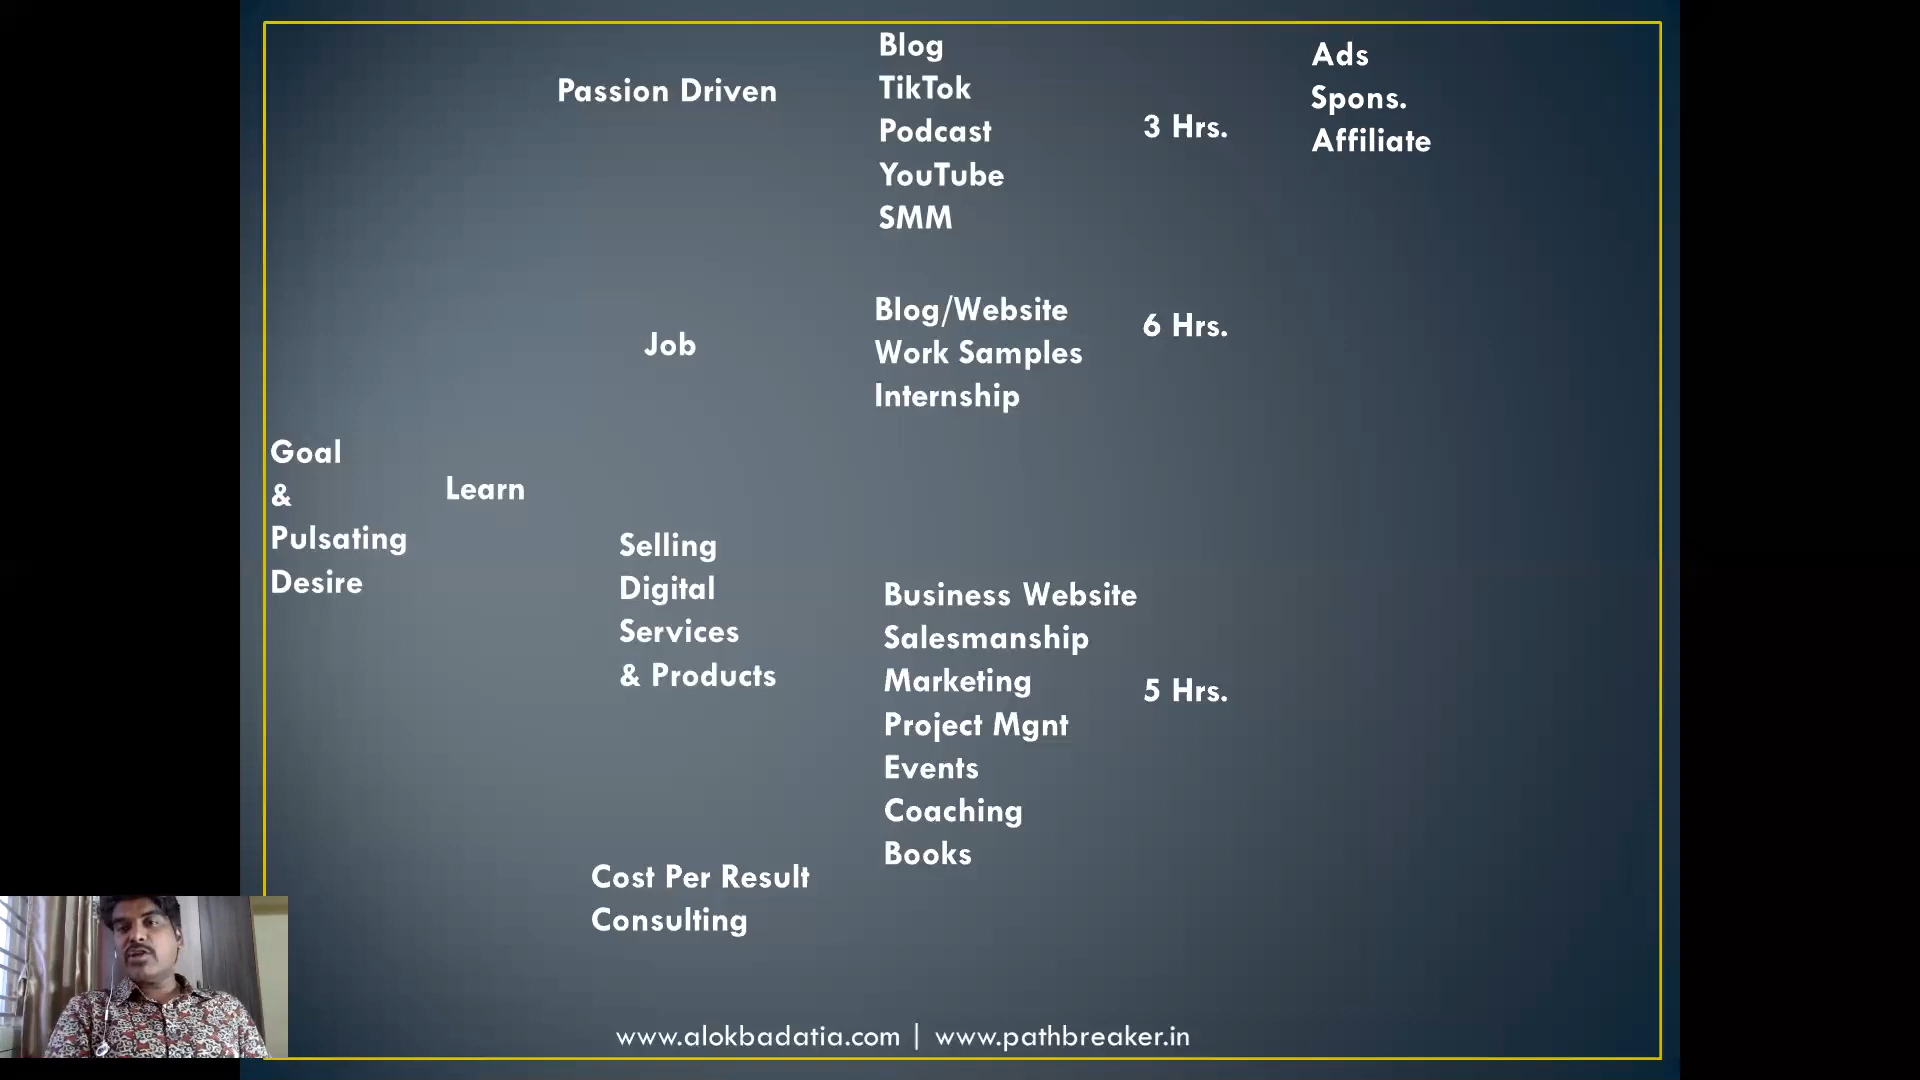 Passion Driven
Blog
TikTok
Podcast
YouTube
SMM
3 Hrs.
Ads
Spons.
Affiliate
Job
Blog/Website
Work Samples
Internship
6 Hrs.
Goal
&
Pulsating
Desire
Learn
Selling
Digital
Services
& Products
Business Website
Salesmanship
Marketing
Project Mgnt
Events
Coaching
Books
5 Hrs.
Cost Per Result
Consulting
www.alokbadatia.com | www.pathbreaker.in